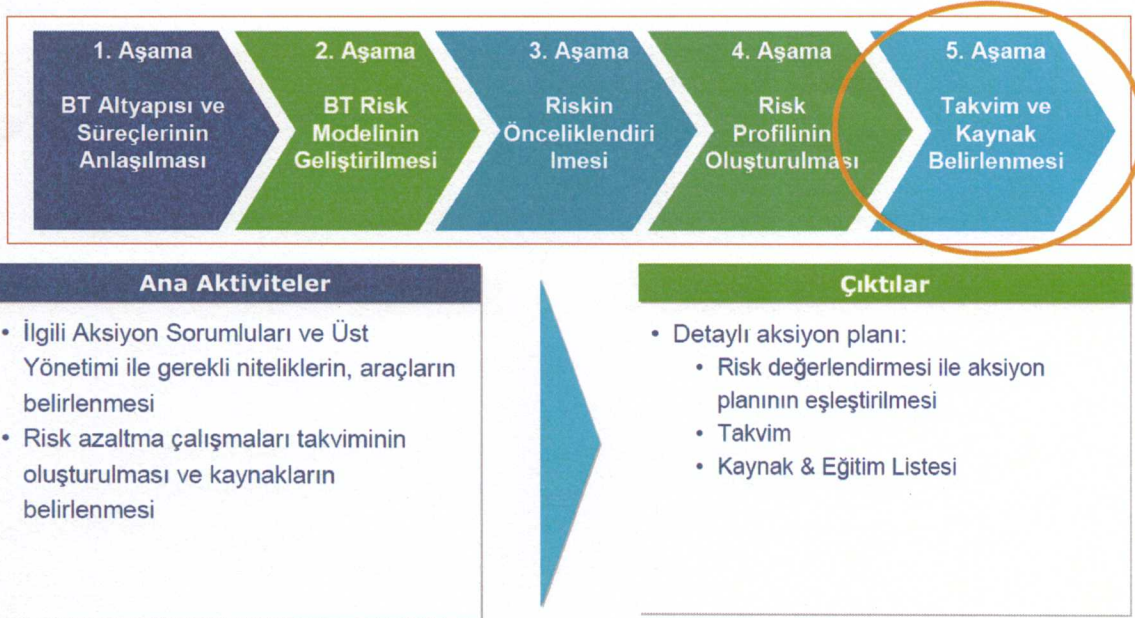 1. Aşama
BT Altyapısı ve
Süreçlerinin
Anlaşılması
2. Aşama
BT Risk
Modelinin
Geliştirilmesi
3. Aşama
Riskin
Önceliklendiri
lmesi
4. Aşama
Risk
Profilinin
Oluşturulması
5. Aşama
Takvim ve
Kaynak
Belirlenmesi
Ana Aktiviteler
• İlgili Aksiyon Sorumluları ve Üst
Yönetimi ile gerekli niteliklerin, araçların
belirlenmesi
• Risk azaltma çalışmaları takviminin
oluşturulması ve kaynakların
belirlenmesi
Çıktılar
• Detaylı aksiyon planı:
• Risk değerlendirmesi ile aksiyon
planının eşleştirilmesi
• Takvim
• Kaynak & Eğitim Listesi